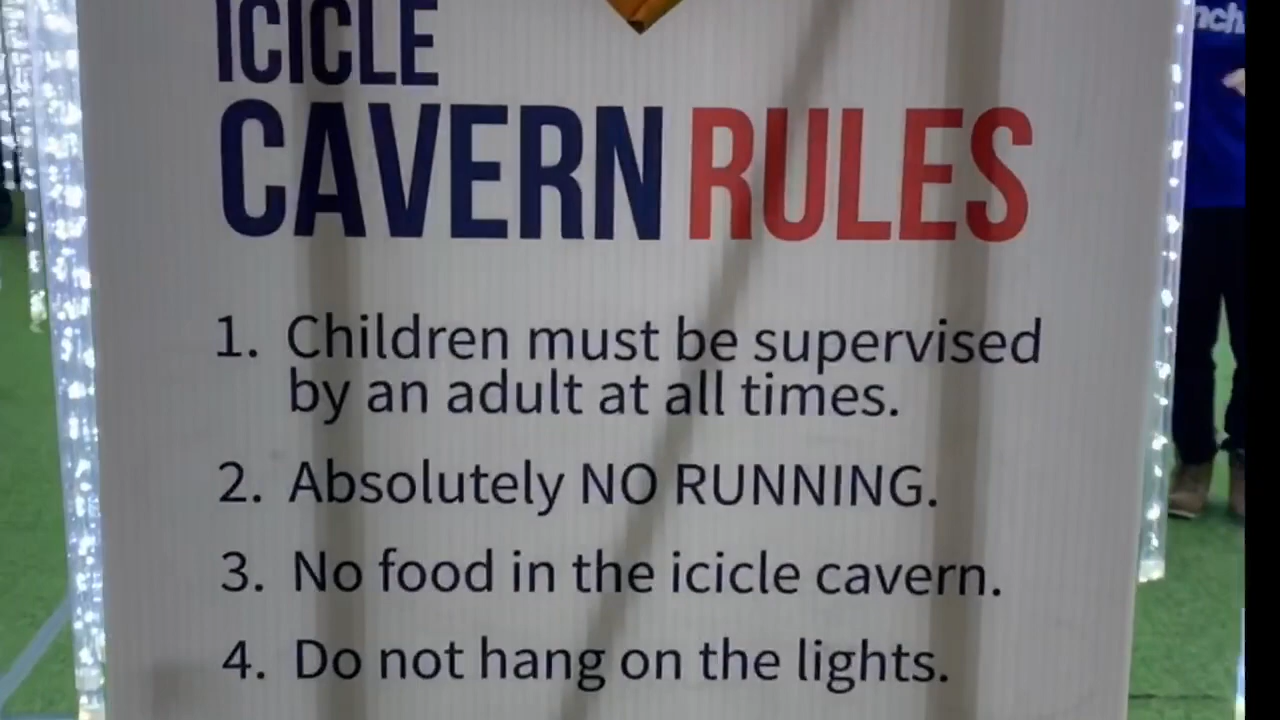 ICICLE
CAVERN RULES
1. Children must be supervised
by an adult at all times.
2. Absolutely NO RUNNING.
3. No food in the icicle cavern.
4. Do not hang on the lights.